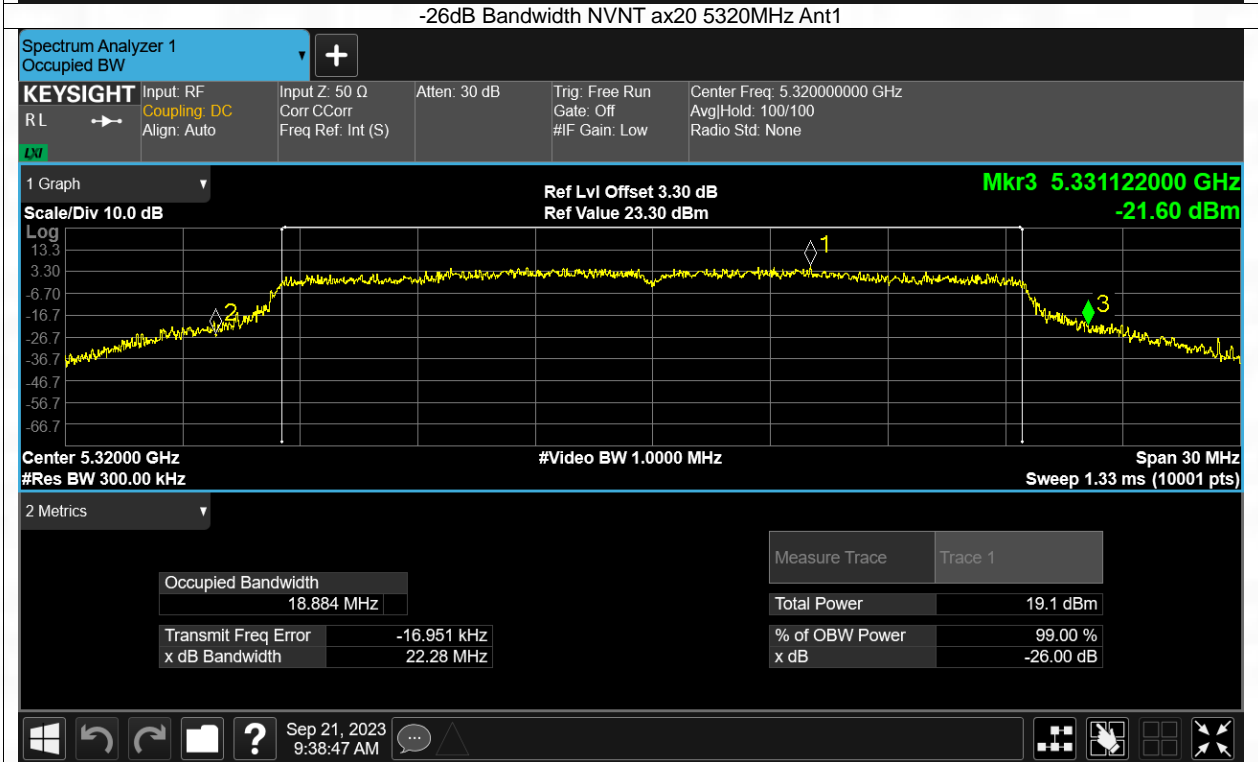 -26dB Bandwidth NVNT ax20 5320MHz Ant1
Spectrum Analyzer 1
Occupied BW
+
KEYSIGHT
R L
LXI
Input: RF
Coupling: DC
Align: Auto
Input Z: 50 Ω
Corr CCorr
Freq Ref: Int (S)
Atten: 30 dB
Trig: Free Run
Gate: Off
#IF Gain: Low
Center Freq: 5.320000000 GHz
Avg|Hold: 100/100
Radio Std: None
1 Graph
Ref Lvl Offset 3.30 dB
Mkr3 5.331122000 GHz
Scale/Div 10.0 dB
Ref Value 23.30 dBm
-21.60 dBm
Log
13.3
3.30
-6.70
-16.7
-26.7
-36.7
-46.7
-56.7
-66.7
1
2
3
Center 5.32000 GHz
#Video BW 1.0000 MHz
Span 30 MHz
#Res BW 300.00 kHz
Sweep 1.33 ms (10001 pts)
2 Metrics
Measure Trace Trace 1
Occupied Bandwidth
18.884 MHz
Total Power 19.1 dBm
Transmit Freq Error -16.951 kHz
% of OBW Power 99.00 %
x dB Bandwidth 22.28 MHz
x dB -26.00 dB
?
Sep 21, 2023
9:38:47 AM